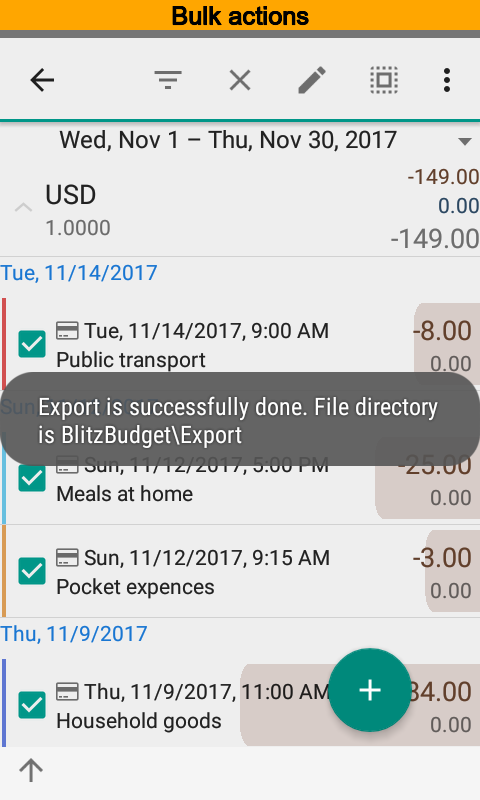 Bulk actions
Wed, Nov 1 – Thu, Nov 30, 2017
USD
-149.00
0.00
1.0000
-149.00
Tue, 11/14/2017
Tue, 11/14/2017, 9:00 AM
-8.00
Public transport
0.00
Sun,
Export is successfully done. File directory
is BlitzBudget\Export
Sun, 11/12/2017, 5:00 PM
-25.00
Meals at home
0.00
Sun, 11/12/2017, 9:15 AM
-3.00
Pocket expences
0.00
Thu, 11/9/2017
Thu, 11/9/2017, 11:00 AM
34.00
Household goods
0.00